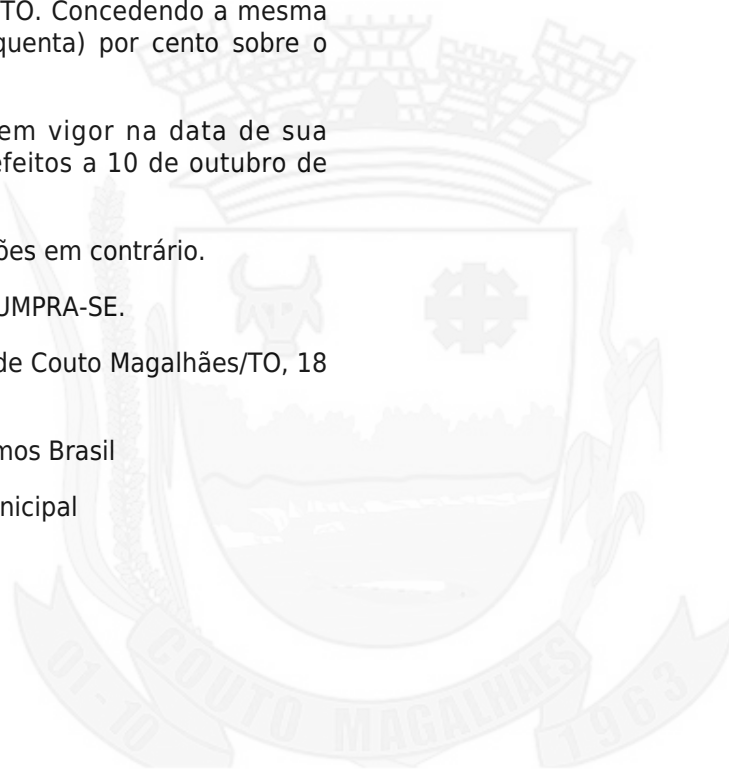 TO. Concedendo a mesma
quenta) por cento sobre o
em vigor na data de sua
efeitos a 10 de outubro de
ões em contrário.
UMPRA-SE.
de Couto Magalhães/TO, 18
mos Brasil
nicipal
01-10 COUTO MAGALHÃES 1963